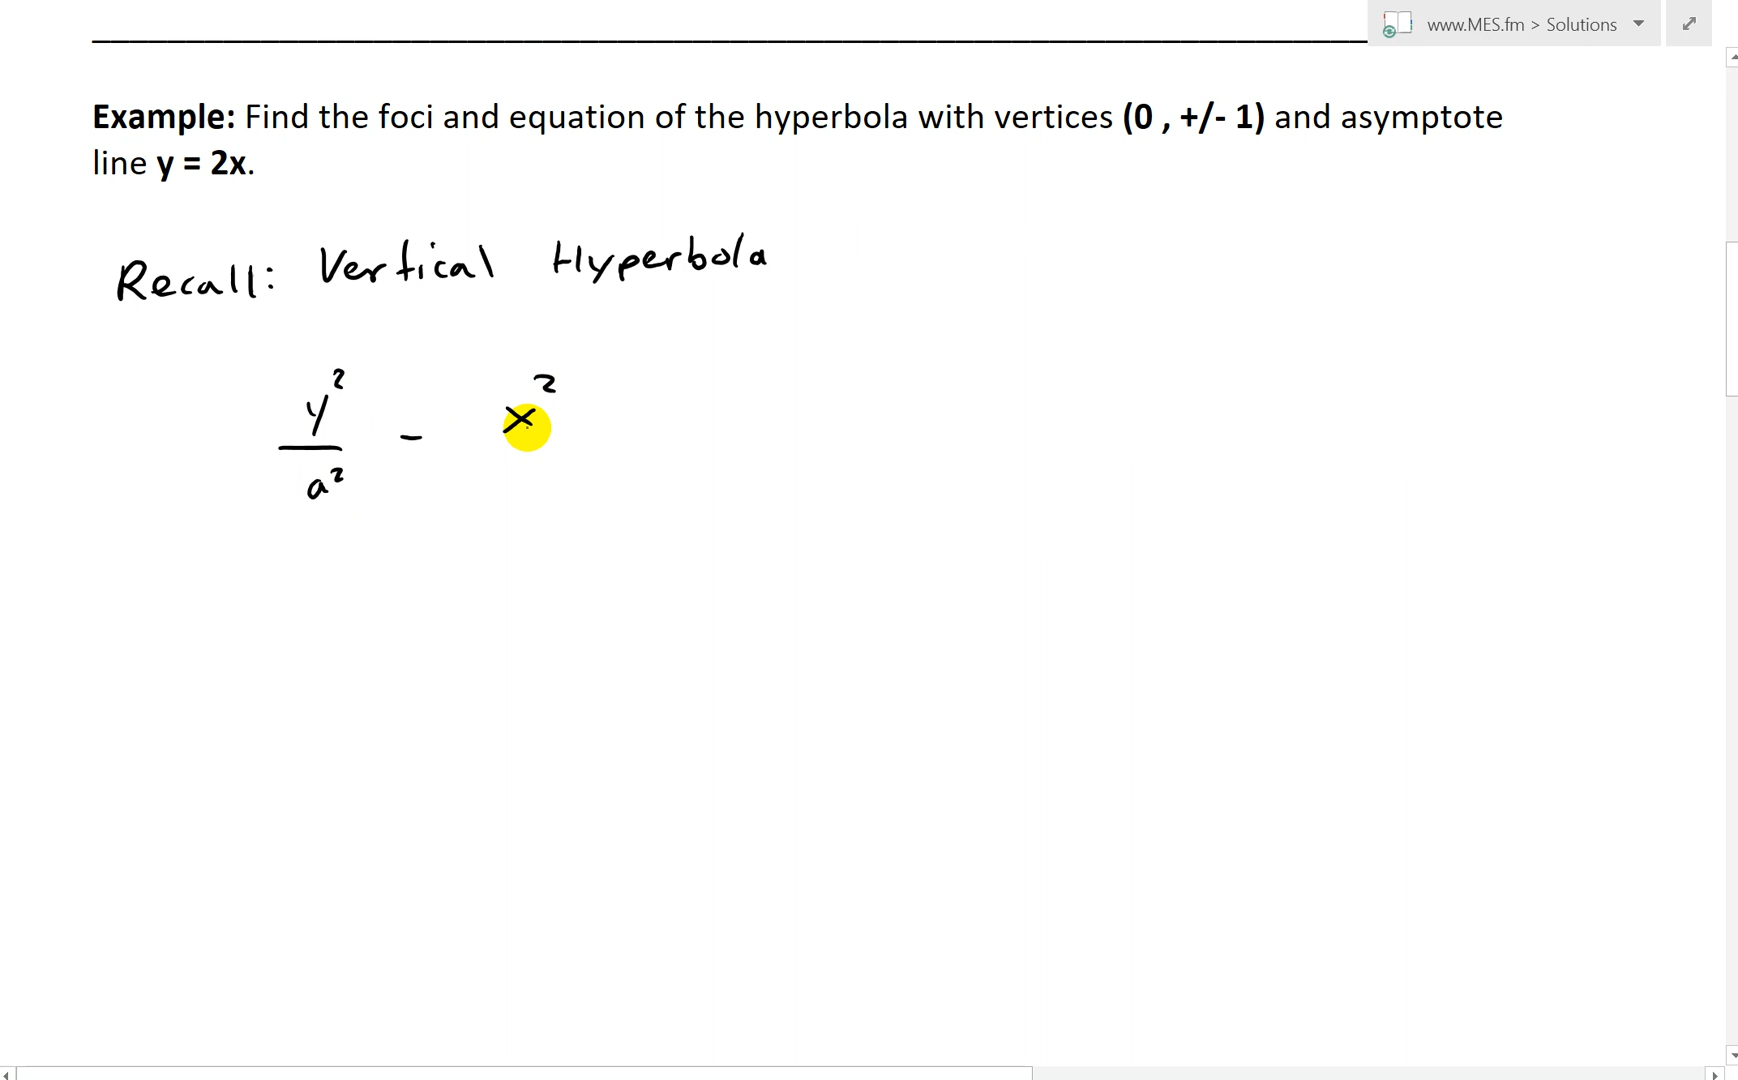 www.MES.fm > Solutions
Example: Find the foci and equation of the hyperbola with vertices (0 , +/- 1) and asymptote
line y = 2x.
Recall: Vertical Hyperbola
y² / a² - x²